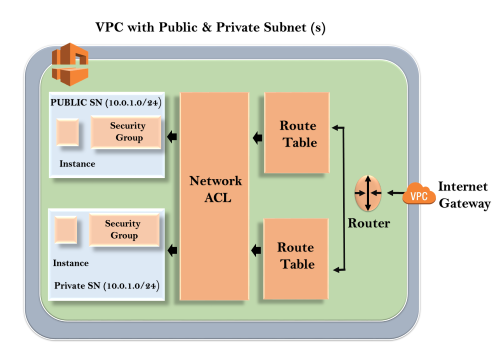 VPC with Public & Private Subnet (s)
PUBLIC SN (10.0.1.0/24)
Security
Group
Instance
Network
ACL
Route
Table
Router
VPC
Internet
Gateway
Security
Group
Instance
Private SN (10.0.1.0/24)
Route
Table